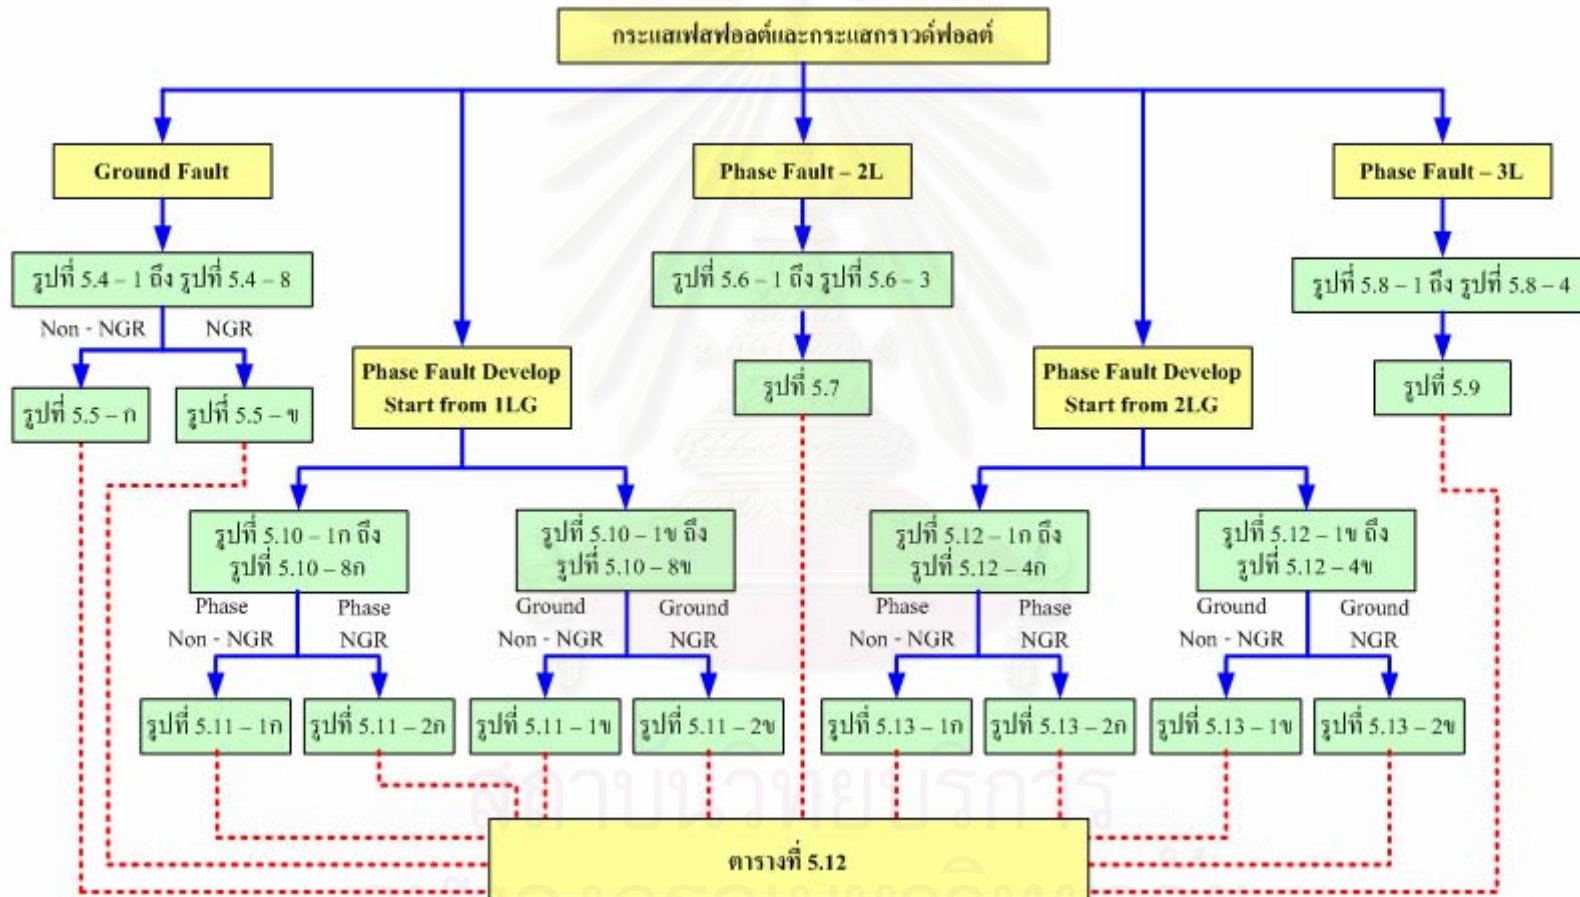 กระแสเฟสฟอลต์และกระแสกราวด์ฟอลต์
Ground Fault
Phase Fault – 2L
Phase Fault – 3L
รูปที่ 5.4 – 1 ถึง รูปที่ 5.4 – 8
รูปที่ 5.6 – 1 ถึง รูปที่ 5.6 – 3
รูปที่ 5.8 – 1 ถึง รูปที่ 5.8 – 4
Non - NGR
NGR
Phase Fault Develop
Start from 1LG
Phase Fault Develop
Start from 2LG
รูปที่ 5.5 – ก
รูปที่ 5.5 – ข
รูปที่ 5.7
รูปที่ 5.9
รูปที่ 5.10 – 1ก ถึง
รูปที่ 5.10 – 8ก
รูปที่ 5.10 – 1ข ถึง
รูปที่ 5.10 – 8ข
รูปที่ 5.12 – 1ก ถึง
รูปที่ 5.12 – 4ก
รูปที่ 5.12 – 1ข ถึง
รูปที่ 5.12 – 4ข
Phase
Non - NGR
Phase
NGR
Ground
Non - NGR
Ground
NGR
Phase
Non - NGR
Phase
NGR
Ground
Non - NGR
Ground
NGR
รูปที่ 5.11 – 1ก
รูปที่ 5.11 – 2ก
รูปที่ 5.11 – 1ข
รูปที่ 5.11 – 2ข
รูปที่ 5.13 – 1ก
รูปที่ 5.13 – 2ก
รูปที่ 5.13 – 1ข
รูปที่ 5.13 – 2ข
สถาบันวิทยบริการ
ตารางที่ 5.12